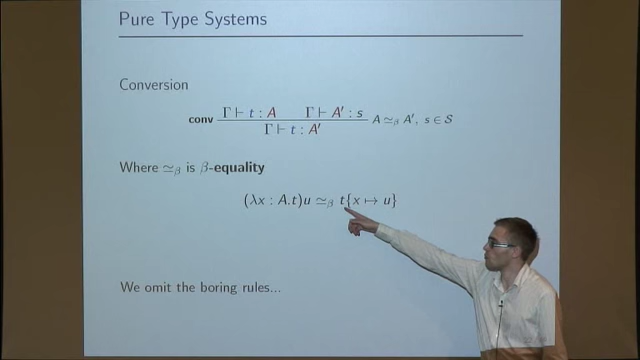 Pure Type Systems
Conversion
conv Γ ⊢ t : A Γ ⊢ A′ : s
Γ ⊢ t : A′
A ≃β A′, s ∈ 𝒮
Where ≃β is β-equality
(λx : A.t)u ≃β t{x ↦ u}
We omit the boring rules...